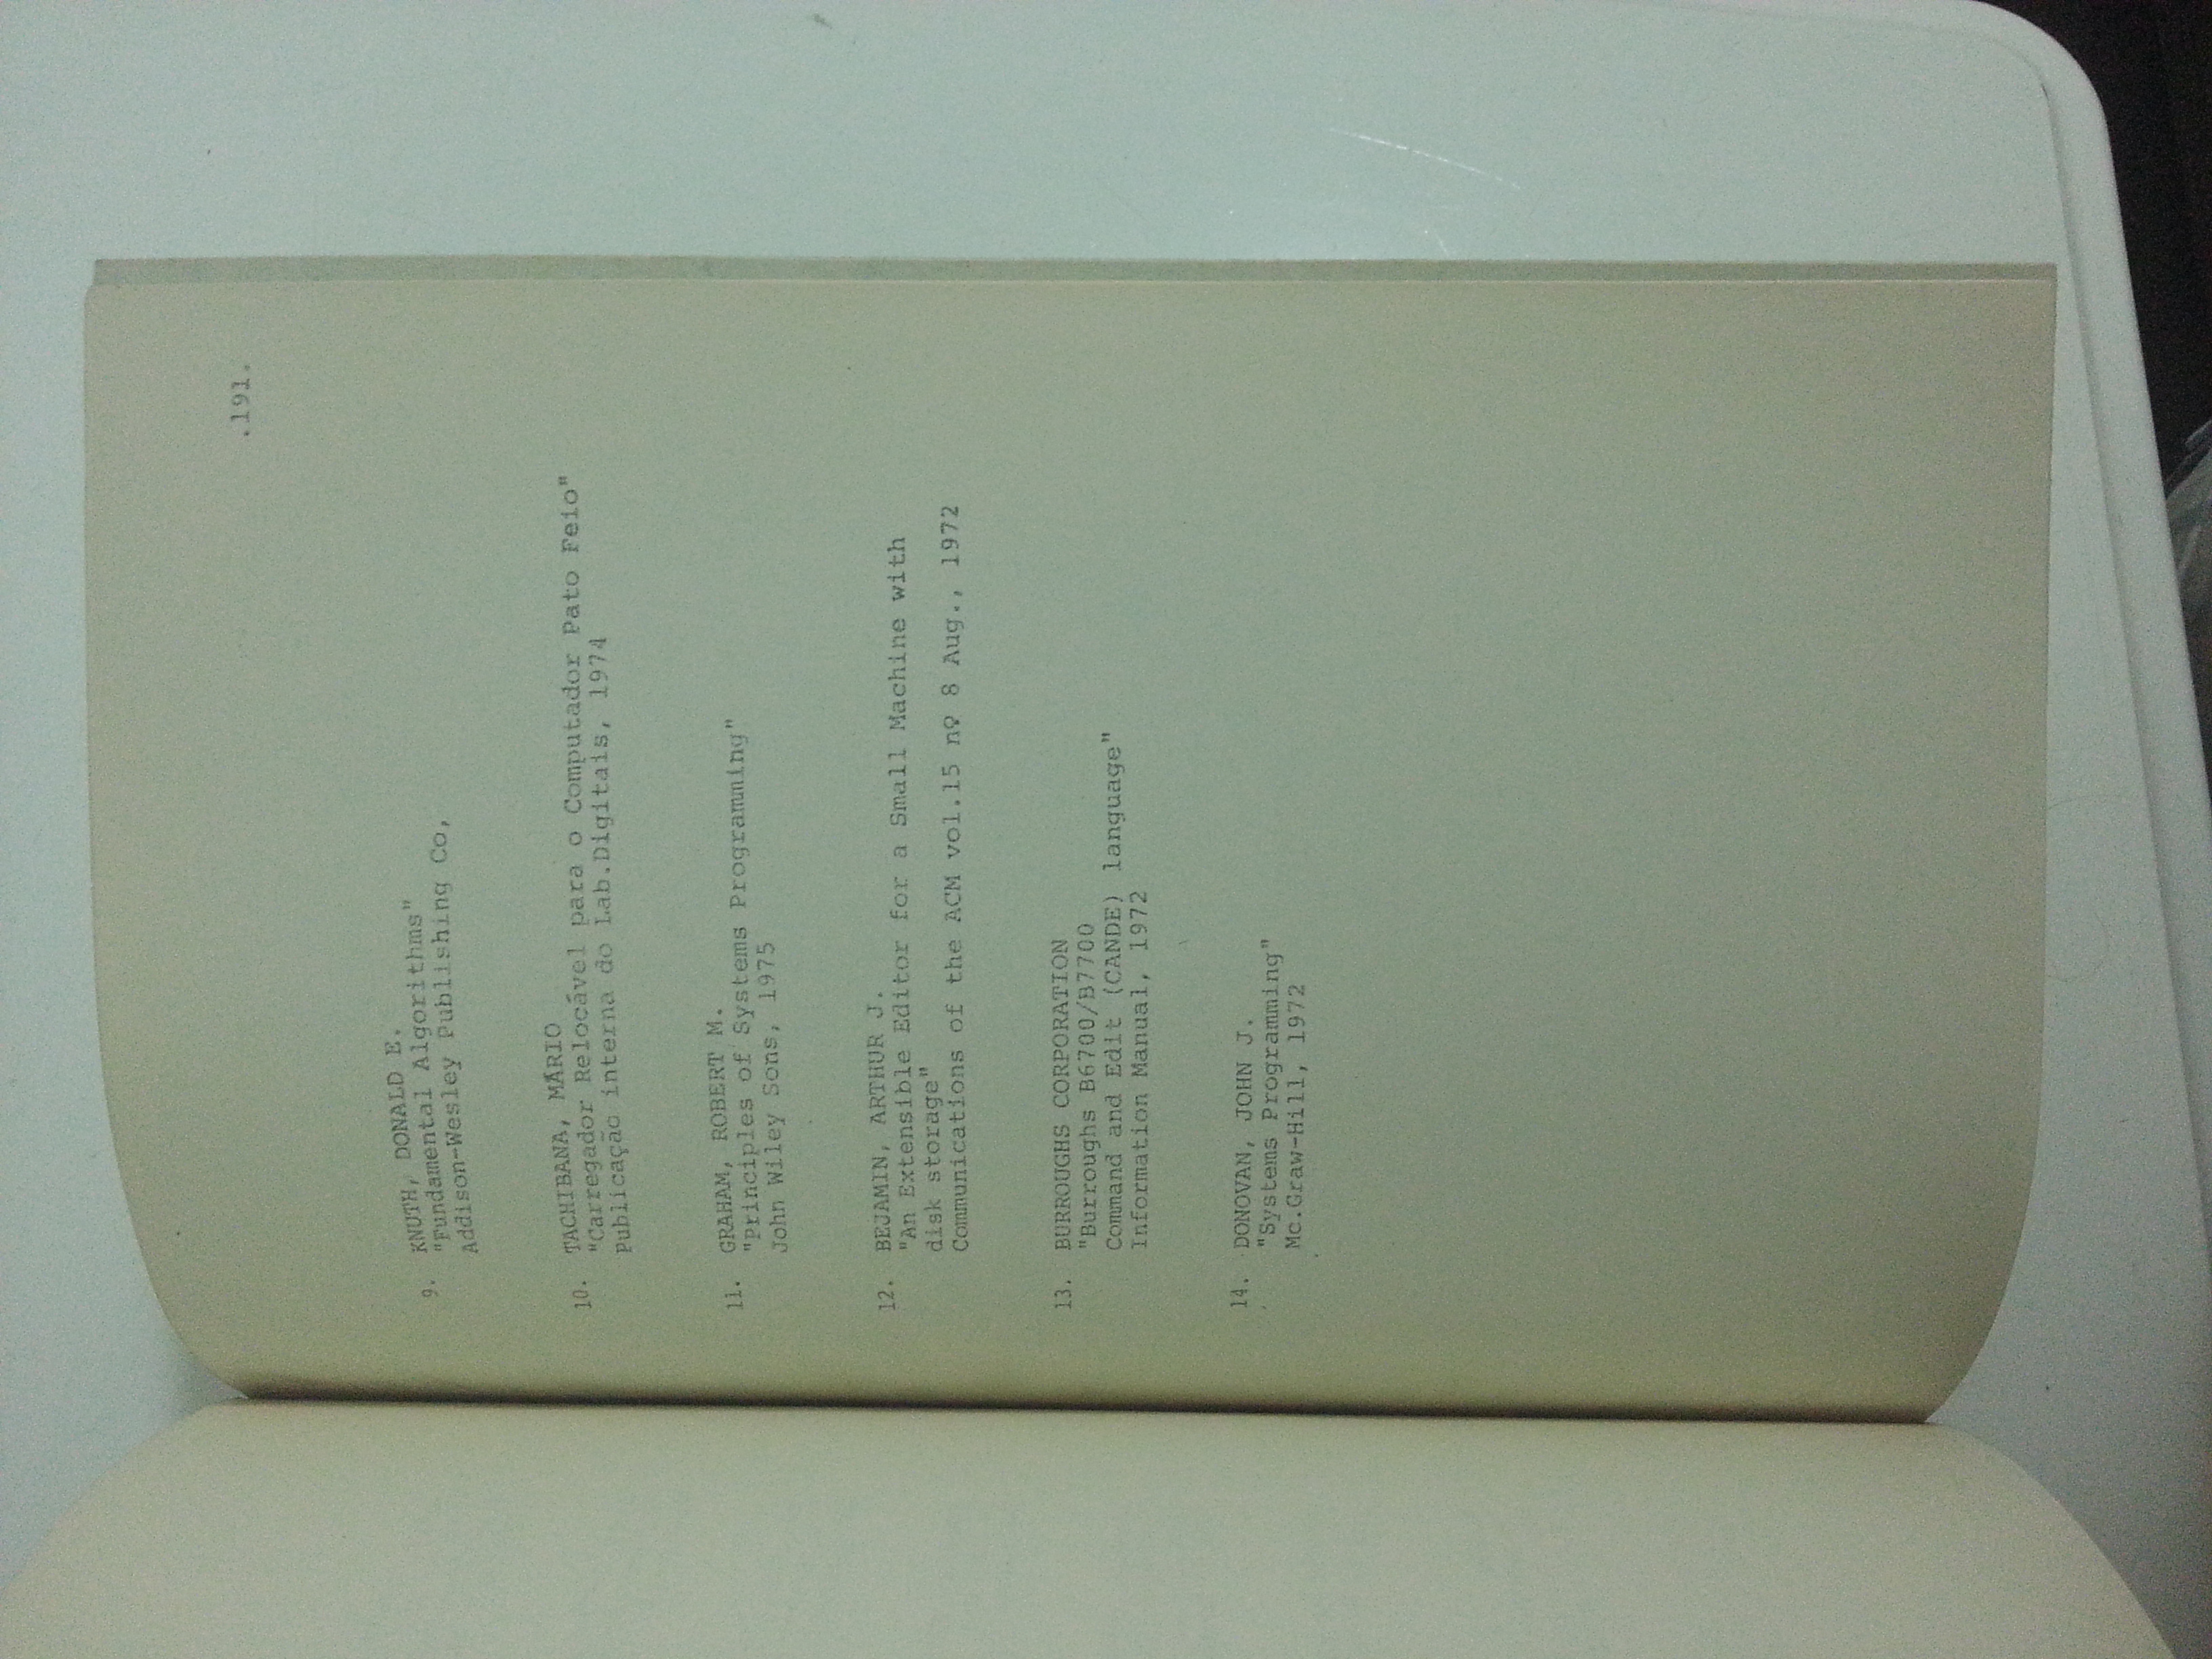 .191.
9. KNUTH, DONALD E.
"Fundamental Algorithms"
Addison-Wesley Publishing Co,
10. TACHIBANA, MÁRIO
"Carregador Relocável para o Computador Pato Feio"
Publicação interna do Lab.Digitais, 1974
11. GRAHAM, ROBERT M.
"Principles of Systems Programming"
John Wiley Sons, 1975
12. BEJAMIN, ARTHUR J.
"An Extensible Editor for a Small Machine with
disk storage"
Communications of the ACM vol.15 nº 8 Aug., 1972
13. BURROUGHS CORPORATION
"Burroughs B6700/B7700
Command and Edit (CANDE) language"
Information Manual, 1972
14. DONOVAN, JOHN J.
"Systems Programming"
Mc.Graw-Hill, 1972